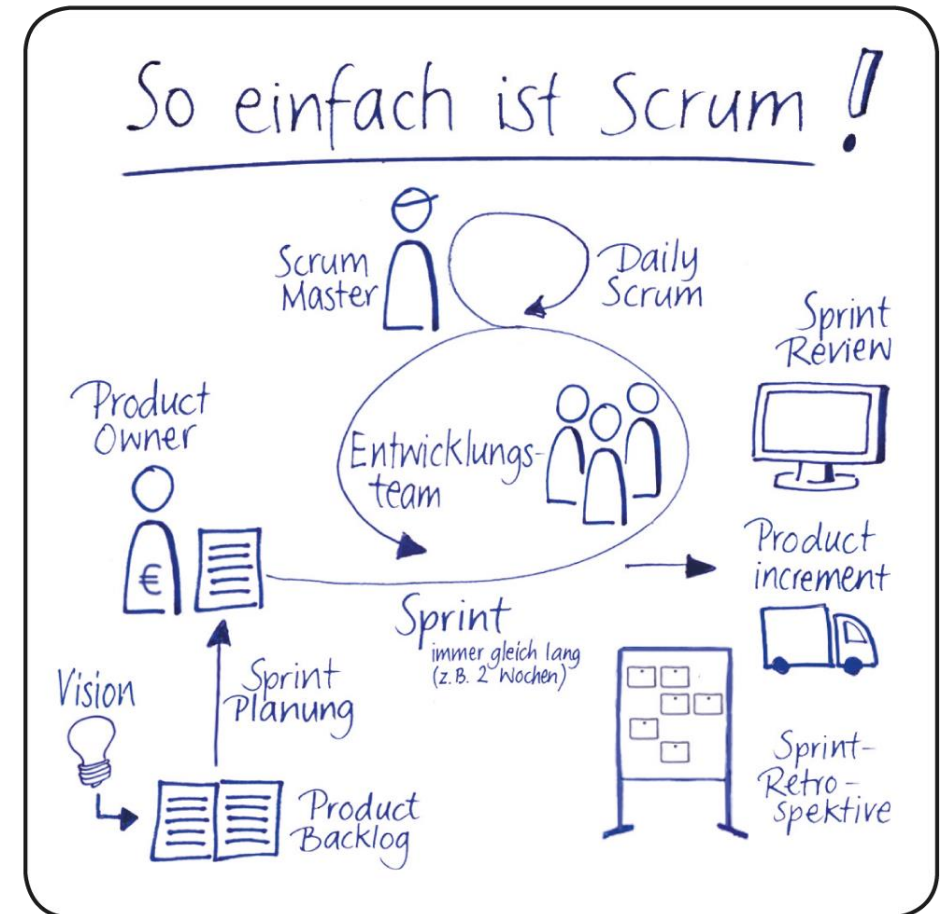 So einfach ist Scrum!
Scrum
Master
Daily
Scrum
Sprint
Review
Product
Owner
Entwicklungs-
team
€
Product
increment
Sprint
immer gleich lang
(z.B. 2 Wochen)
Vision
Sprint
Planung
Product
Backlog
Sprint-
Retro-
spektive